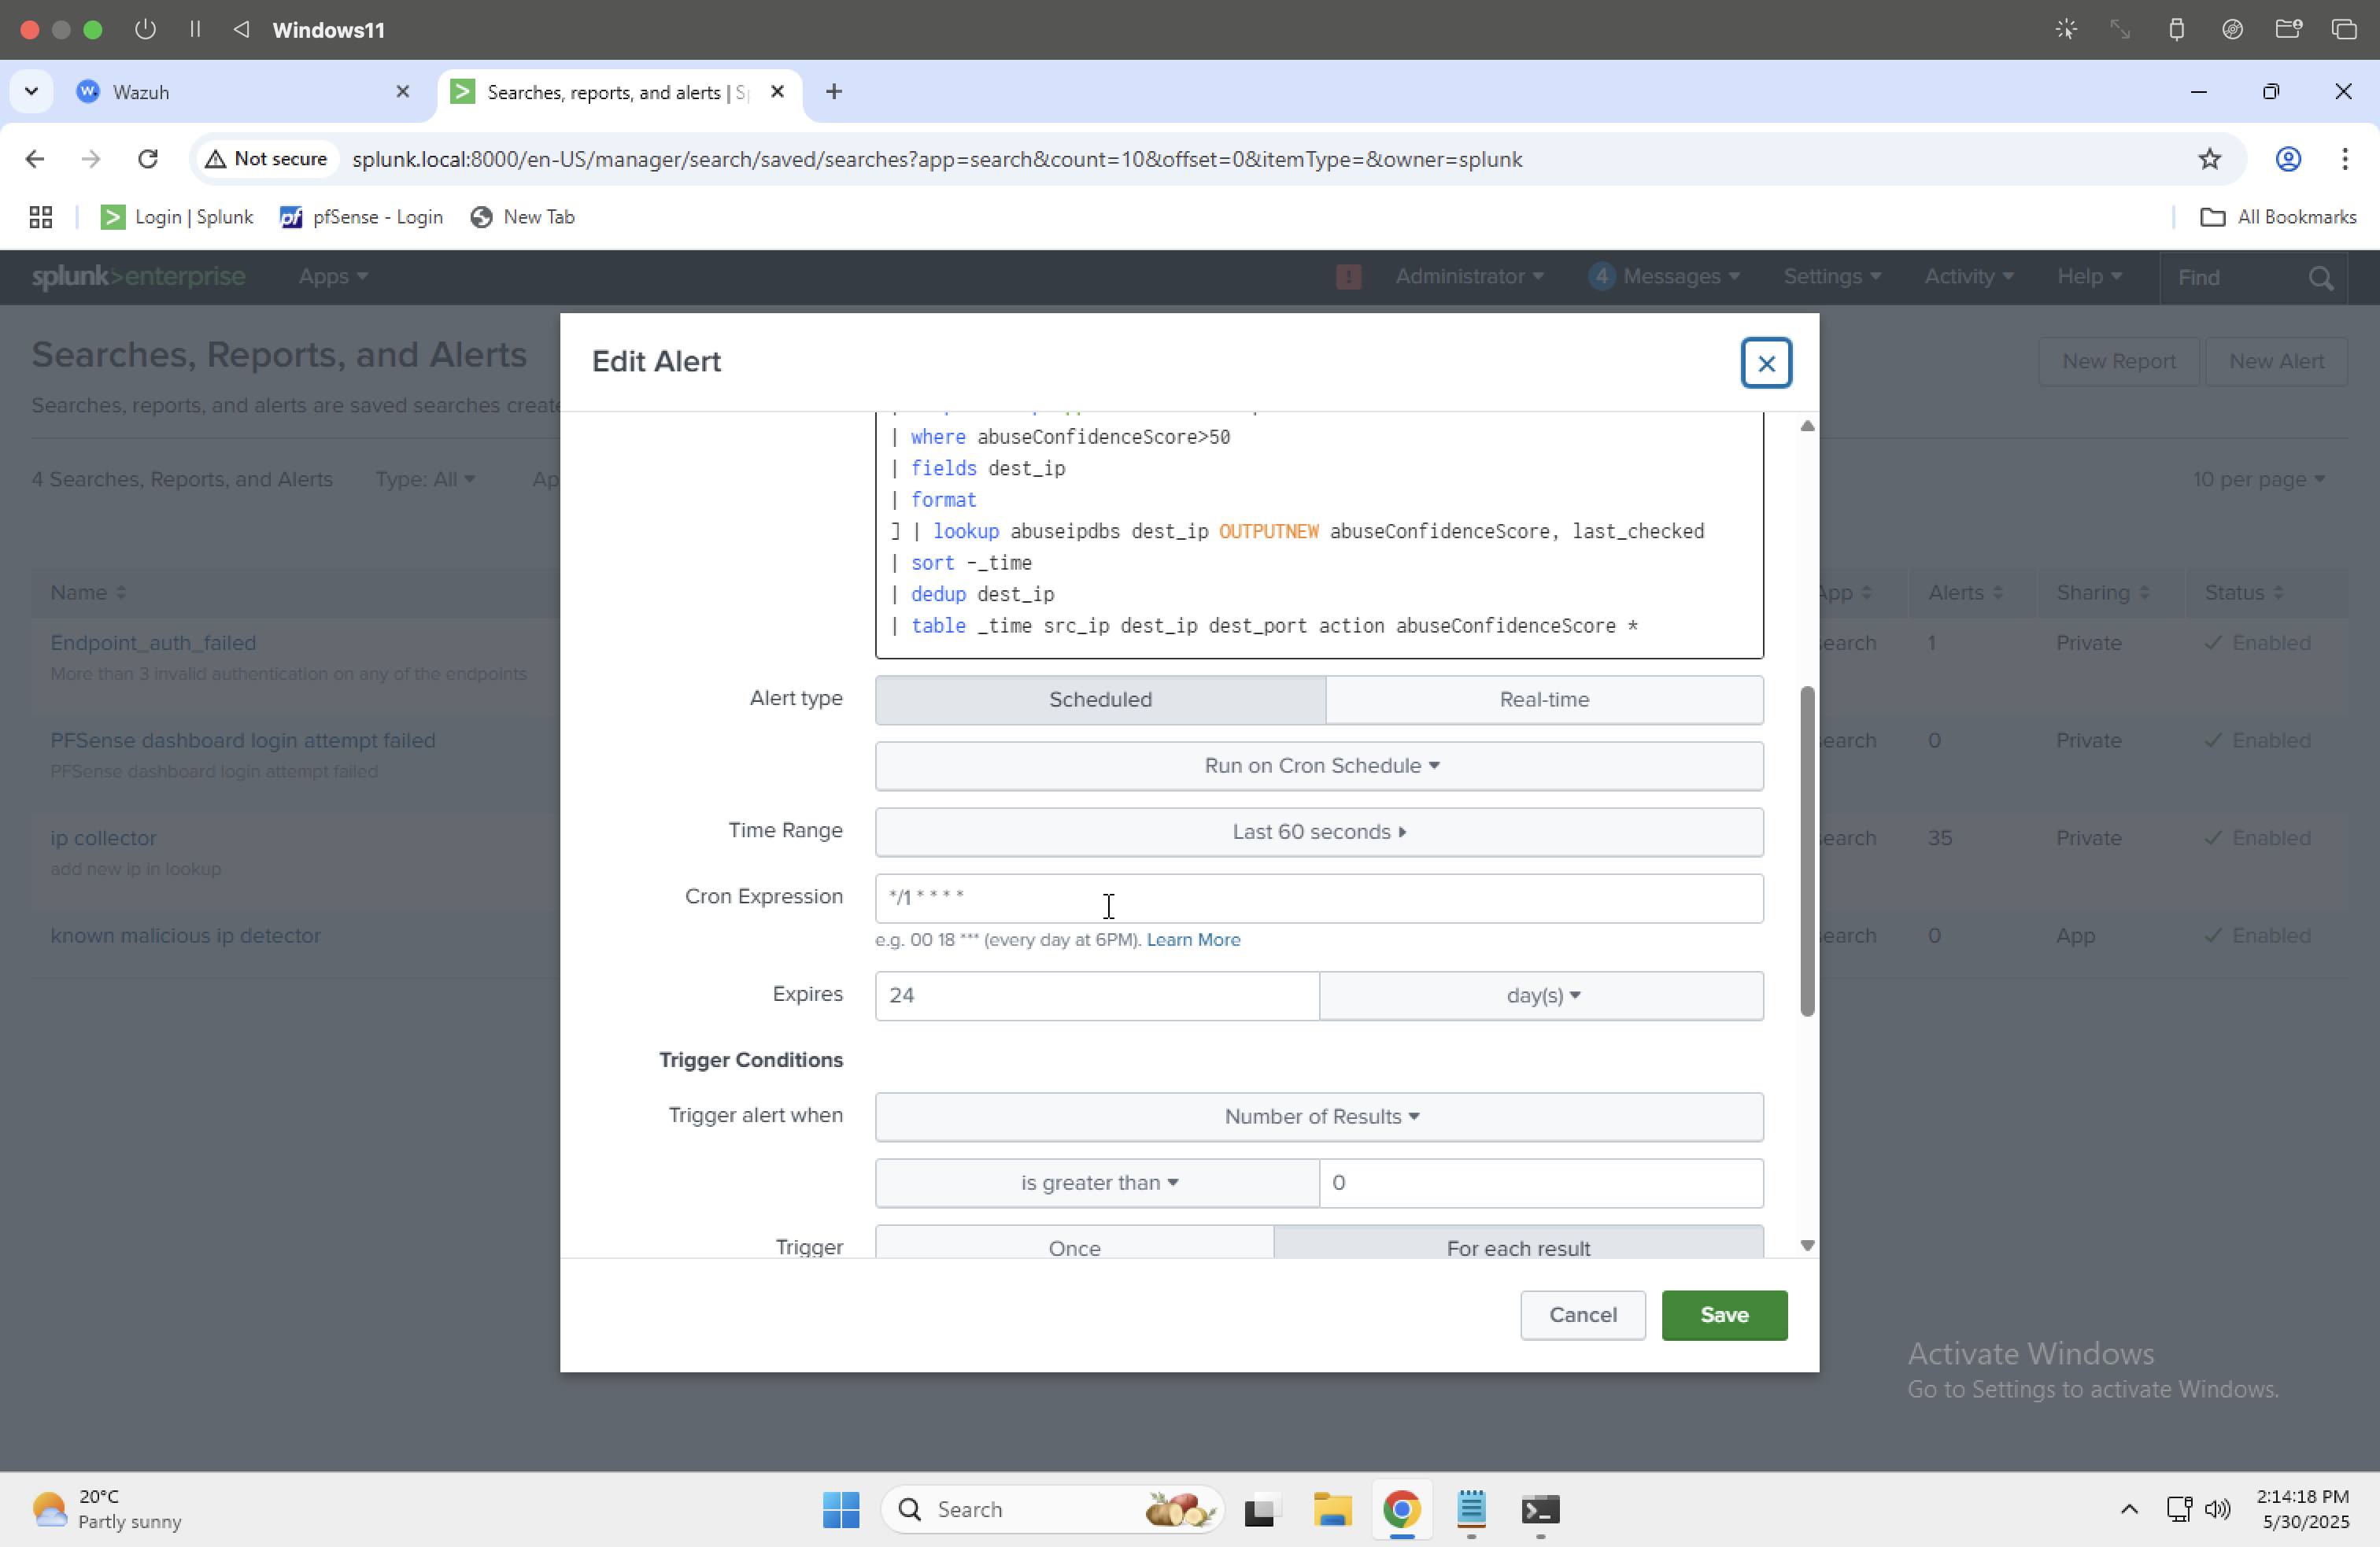 Windows11
Wazuh
Searches, reports, and alerts | Sp
Not secure
splunk.local:8000/en-US/manager/search/saved/searches?app=search&count=10&offset=0&itemType=&owner=splunk
Login | Splunk
pfSense - Login
New Tab
All Bookmarks
splunk>enterprise
Apps
Administrator
4 Messages
Settings
Activity
Help
Find
Searches, Reports, and Alerts
New Report
New Alert
Searches, reports, and alerts are saved searches create
4 Searches, Reports, and Alerts
Type: All
Ap
10 per page
Name
App
Alerts
Sharing
Status
Endpoint_auth_failed
More than 3 invalid authentication on any of the endpoints
search
1
Private
Enabled
PFSense dashboard login attempt failed
PFSense dashboard login attempt failed
search
0
Private
Enabled
ip collector
add new ip in lookup
search
35
Private
Enabled
known malicious ip detector
search
0
App
Enabled
Edit Alert
| where abuseConfidenceScore>50
| fields dest_ip
| format
] | lookup abuseipdbs dest_ip OUTPUTNEW abuseConfidenceScore, last_checked
| sort -_time
| dedup dest_ip
| table _time src_ip dest_ip dest_port action abuseConfidenceScore *
Alert type
Scheduled
Real-time
Run on Cron Schedule
Time Range
Last 60 seconds
Cron Expression
*/1 * * * *
e.g. 00 18 *** (every day at 6PM). Learn More
Expires
24
day(s)
Trigger Conditions
Trigger alert when
Number of Results
is greater than
0
Trigger
Once
For each result
Cancel
Save
Activate Windows
Go to Settings to activate Windows.
20°C
Partly sunny
Search
2:14:18 PM
5/30/2025